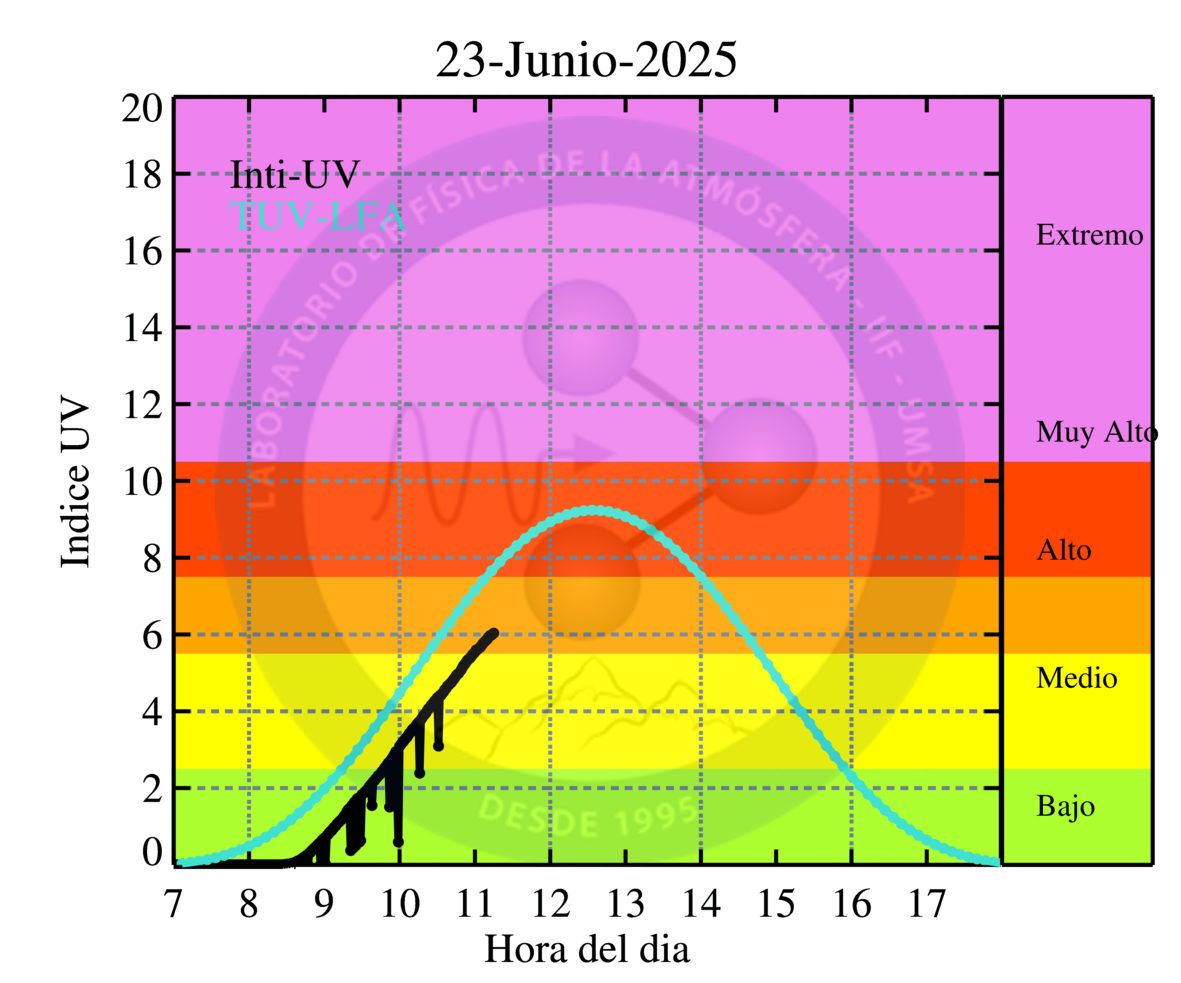 23-Junio-2025
20
18
16
14
12
10
8
6
4
2
0
Indice UV
Inti-UV
TUV-LFA
LABORATORIO DE FÍSICA DE LA ATMÓSFERA - IIF - UMSA
DESDE 1995
Extremo
Muy Alto
Alto
Medio
Bajo
7 8 9 10 11 12 13 14 15 16 17
Hora del dia